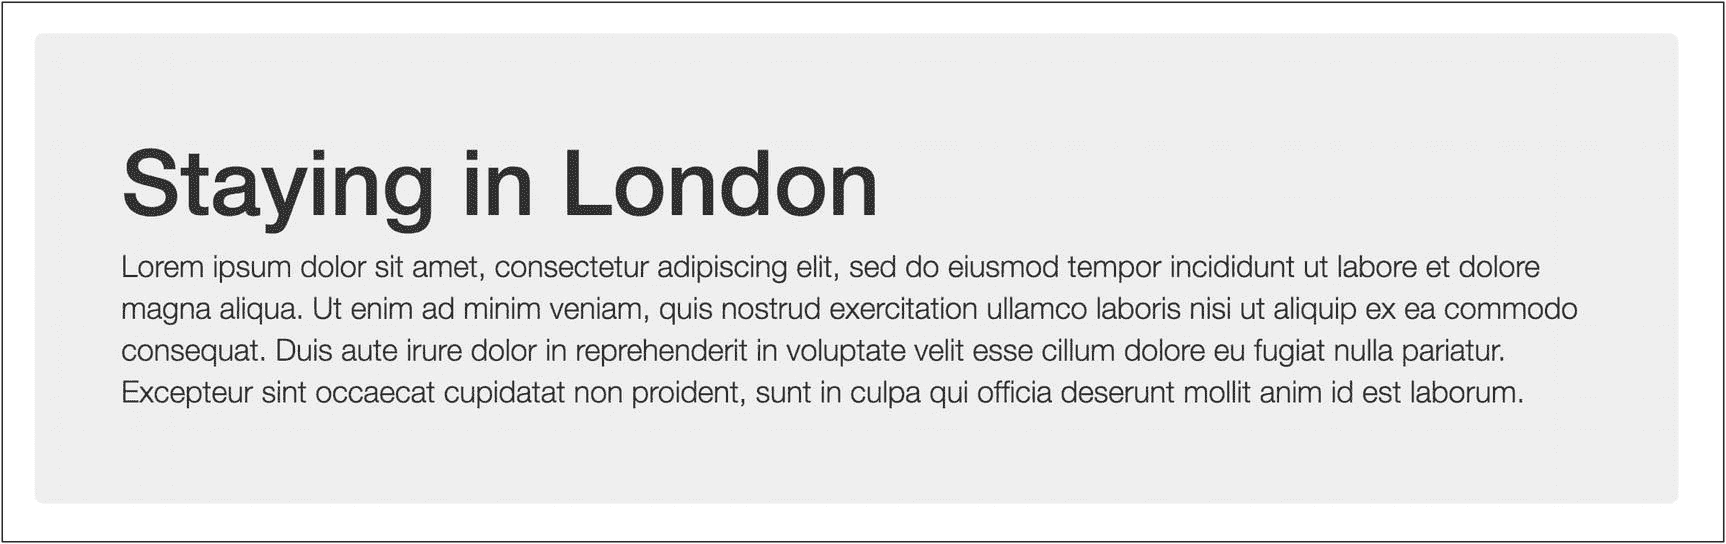 Staying in London
Lorem ipsum dolor sit amet, consectetur adipiscing elit, sed do eiusmod tempor incididunt ut labore et dolore
magna aliqua. Ut enim ad minim veniam, quis nostrud exercitation ullamco laboris nisi ut aliquip ex ea commodo
consequat. Duis aute irure dolor in reprehenderit in voluptate velit esse cillum dolore eu fugiat nulla pariatur.
Excepteur sint occaecat cupidatat non proident, sunt in culpa qui officia deserunt mollit anim id est laborum.